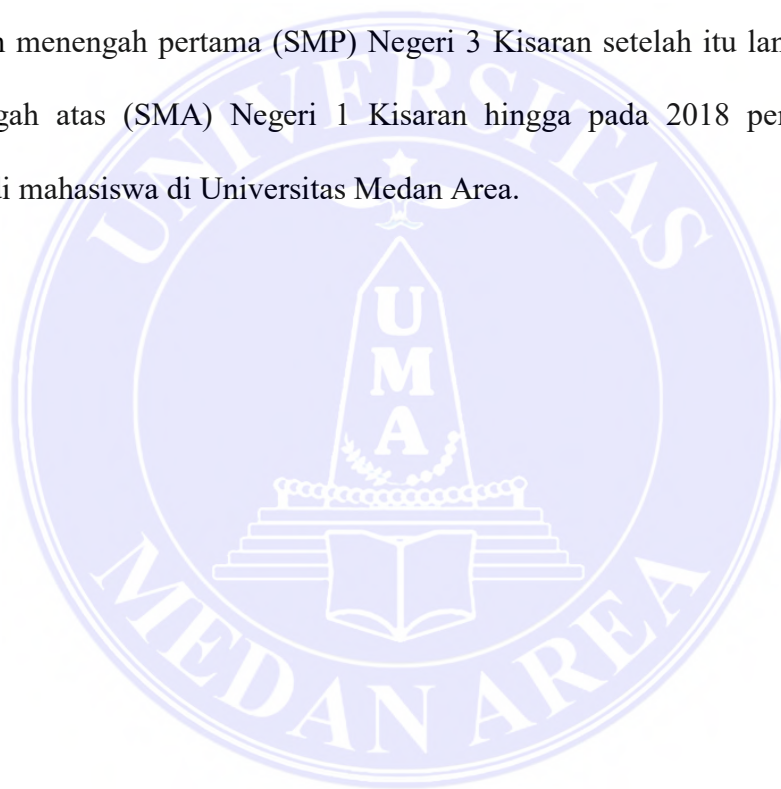 menengah pertama (SMP) Negeri 3 Kisaran setelah itu
atas (SMA) Negeri 1 Kisaran hingga pada 2018
mahasiswa di Universitas Medan Area.
UNIVERSITAS
U
M
A
MEDAN AREA